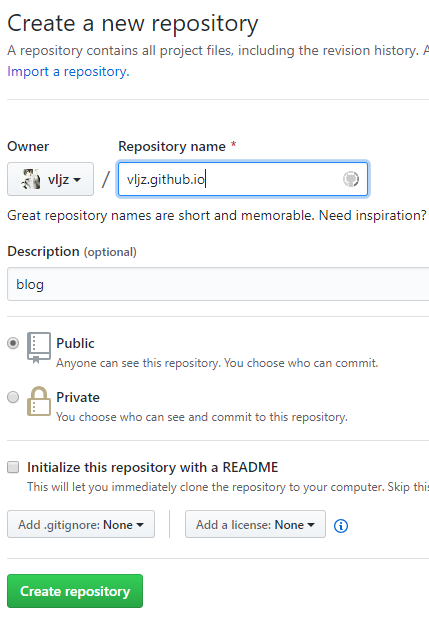 Create a new repository
A repository contains all project files, including the revision history.
Import a repository.
Owner Repository name *
vljz / vljz.github.io
Great repository names are short and memorable. Need inspiration?
Description (optional)
blog
Public
Anyone can see this repository. You choose who can commit.
Private
You choose who can see and commit to this repository.
Initialize this repository with a README
This will let you immediately clone the repository to your computer. Skip this
Add .gitignore: None Add a license: None
Create repository